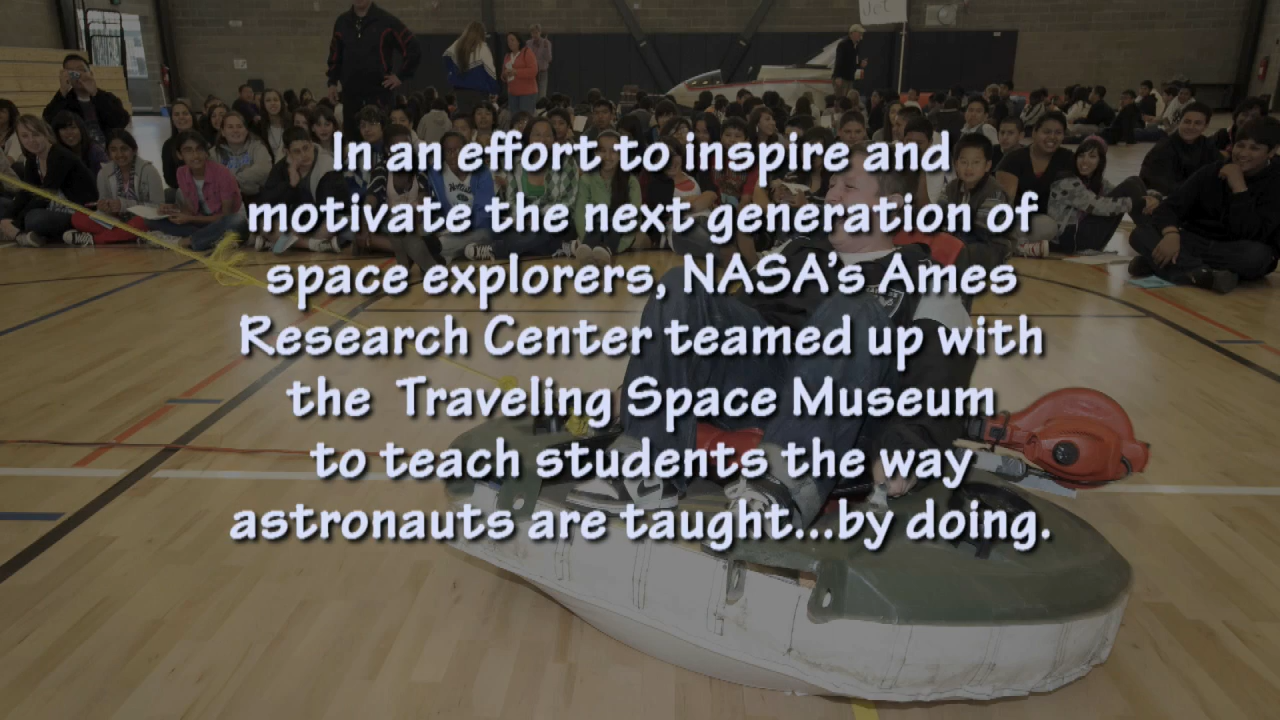 Jet
In an effort to inspire and
motivate the next generation of
space explorers, NASA's Ames
Research Center teamed up with
the Traveling Space Museum
to teach students the way
astronauts are taught...by doing.